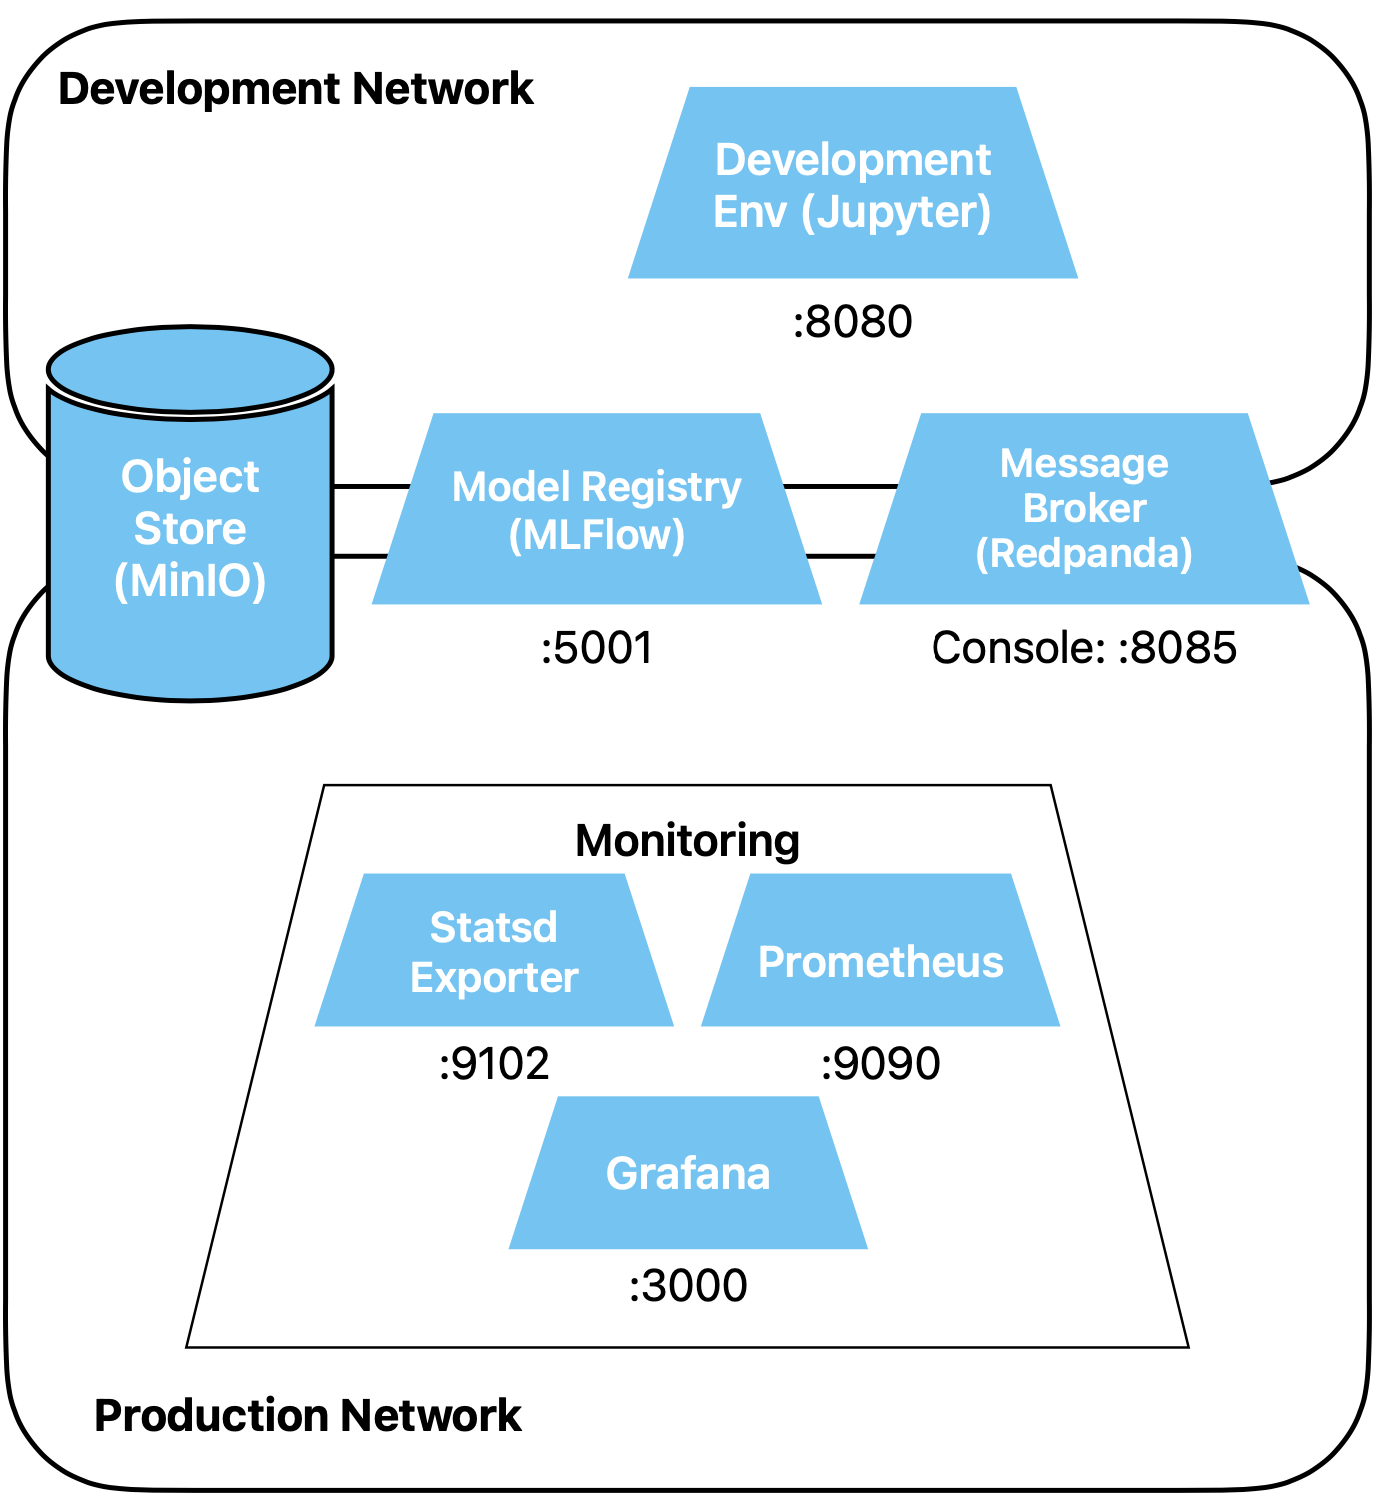 Development Network
Development
Env (Jupyter)
:8080
Object
Store
(MinIO)
Model Registry
(MLFlow)
:5001
Message
Broker
(Redpanda)
Console: :8085
Monitoring
Statsd
Exporter
:9102
Prometheus
:9090
Grafana
:3000
Production Network